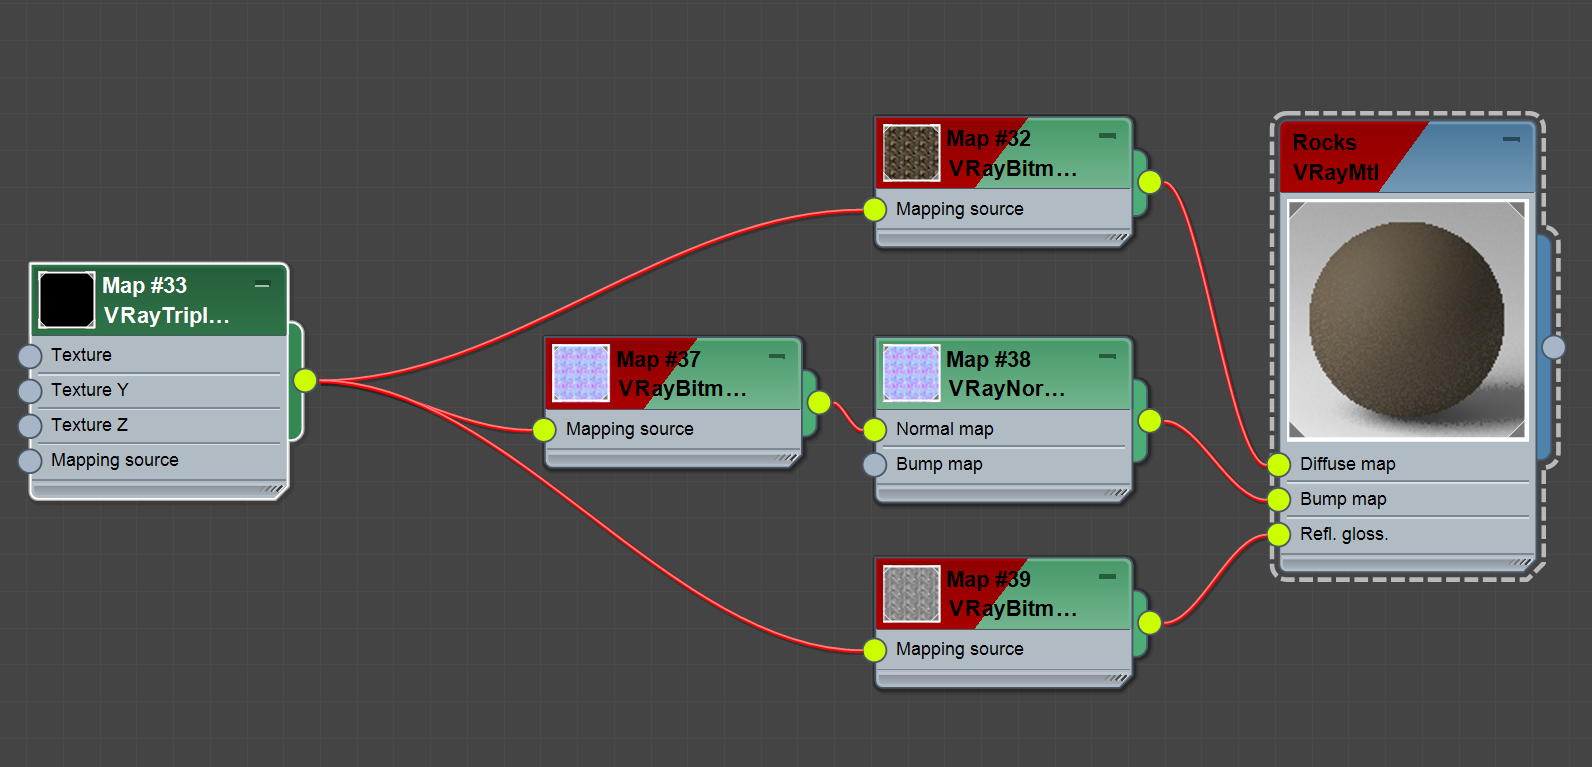 Map #33
VRayTripl...
Texture
Texture Y
Texture Z
Mapping source
Map #37
VRayBitm...
Mapping source
Map #32
VRayBitm...
Mapping source
Map #38
VRayNor...
Normal map
Bump map
Map #39
VRayBitm...
Mapping source
Rocks
VRayMtl
Diffuse map
Bump map
Refl. gloss.